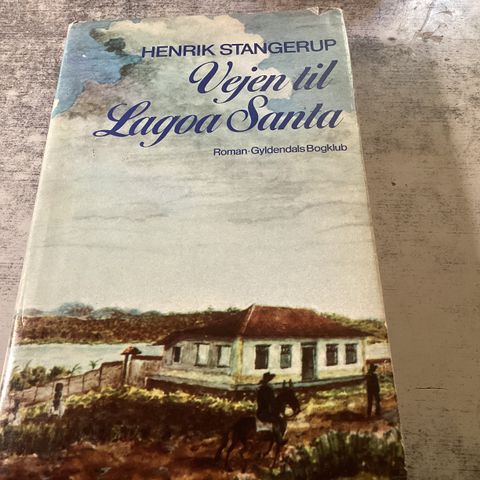 HENRIK STANGERUP
Vejen til
Lagoa Santa
Roman·Gyldendals Bogklub